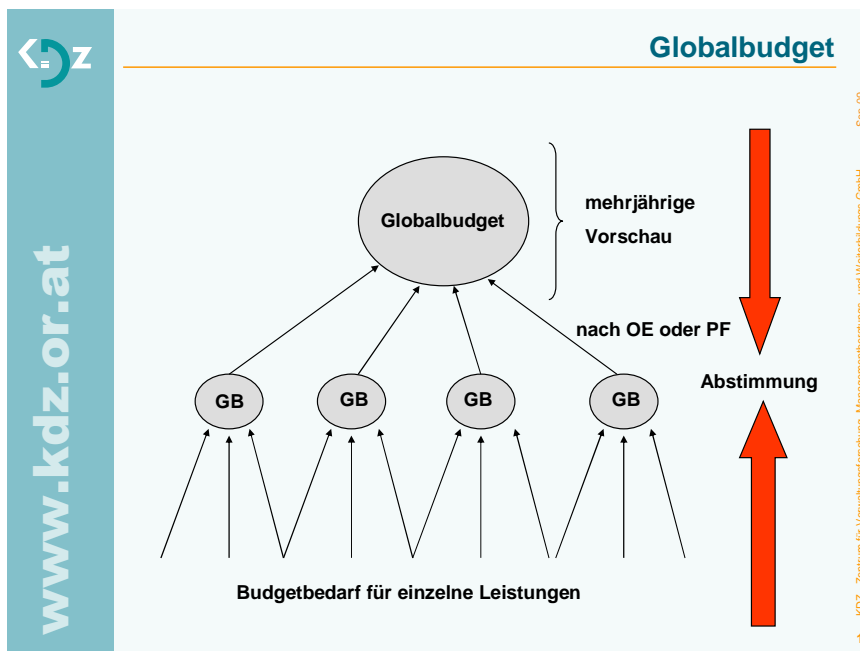 KDZ
Globalbudget
Globalbudget
mehrjährige
Vorschau
nach OE oder PF
GB
GB
GB
GB
Abstimmung
Budgetbedarf für einzelne Leistungen
www.kdz.or.at